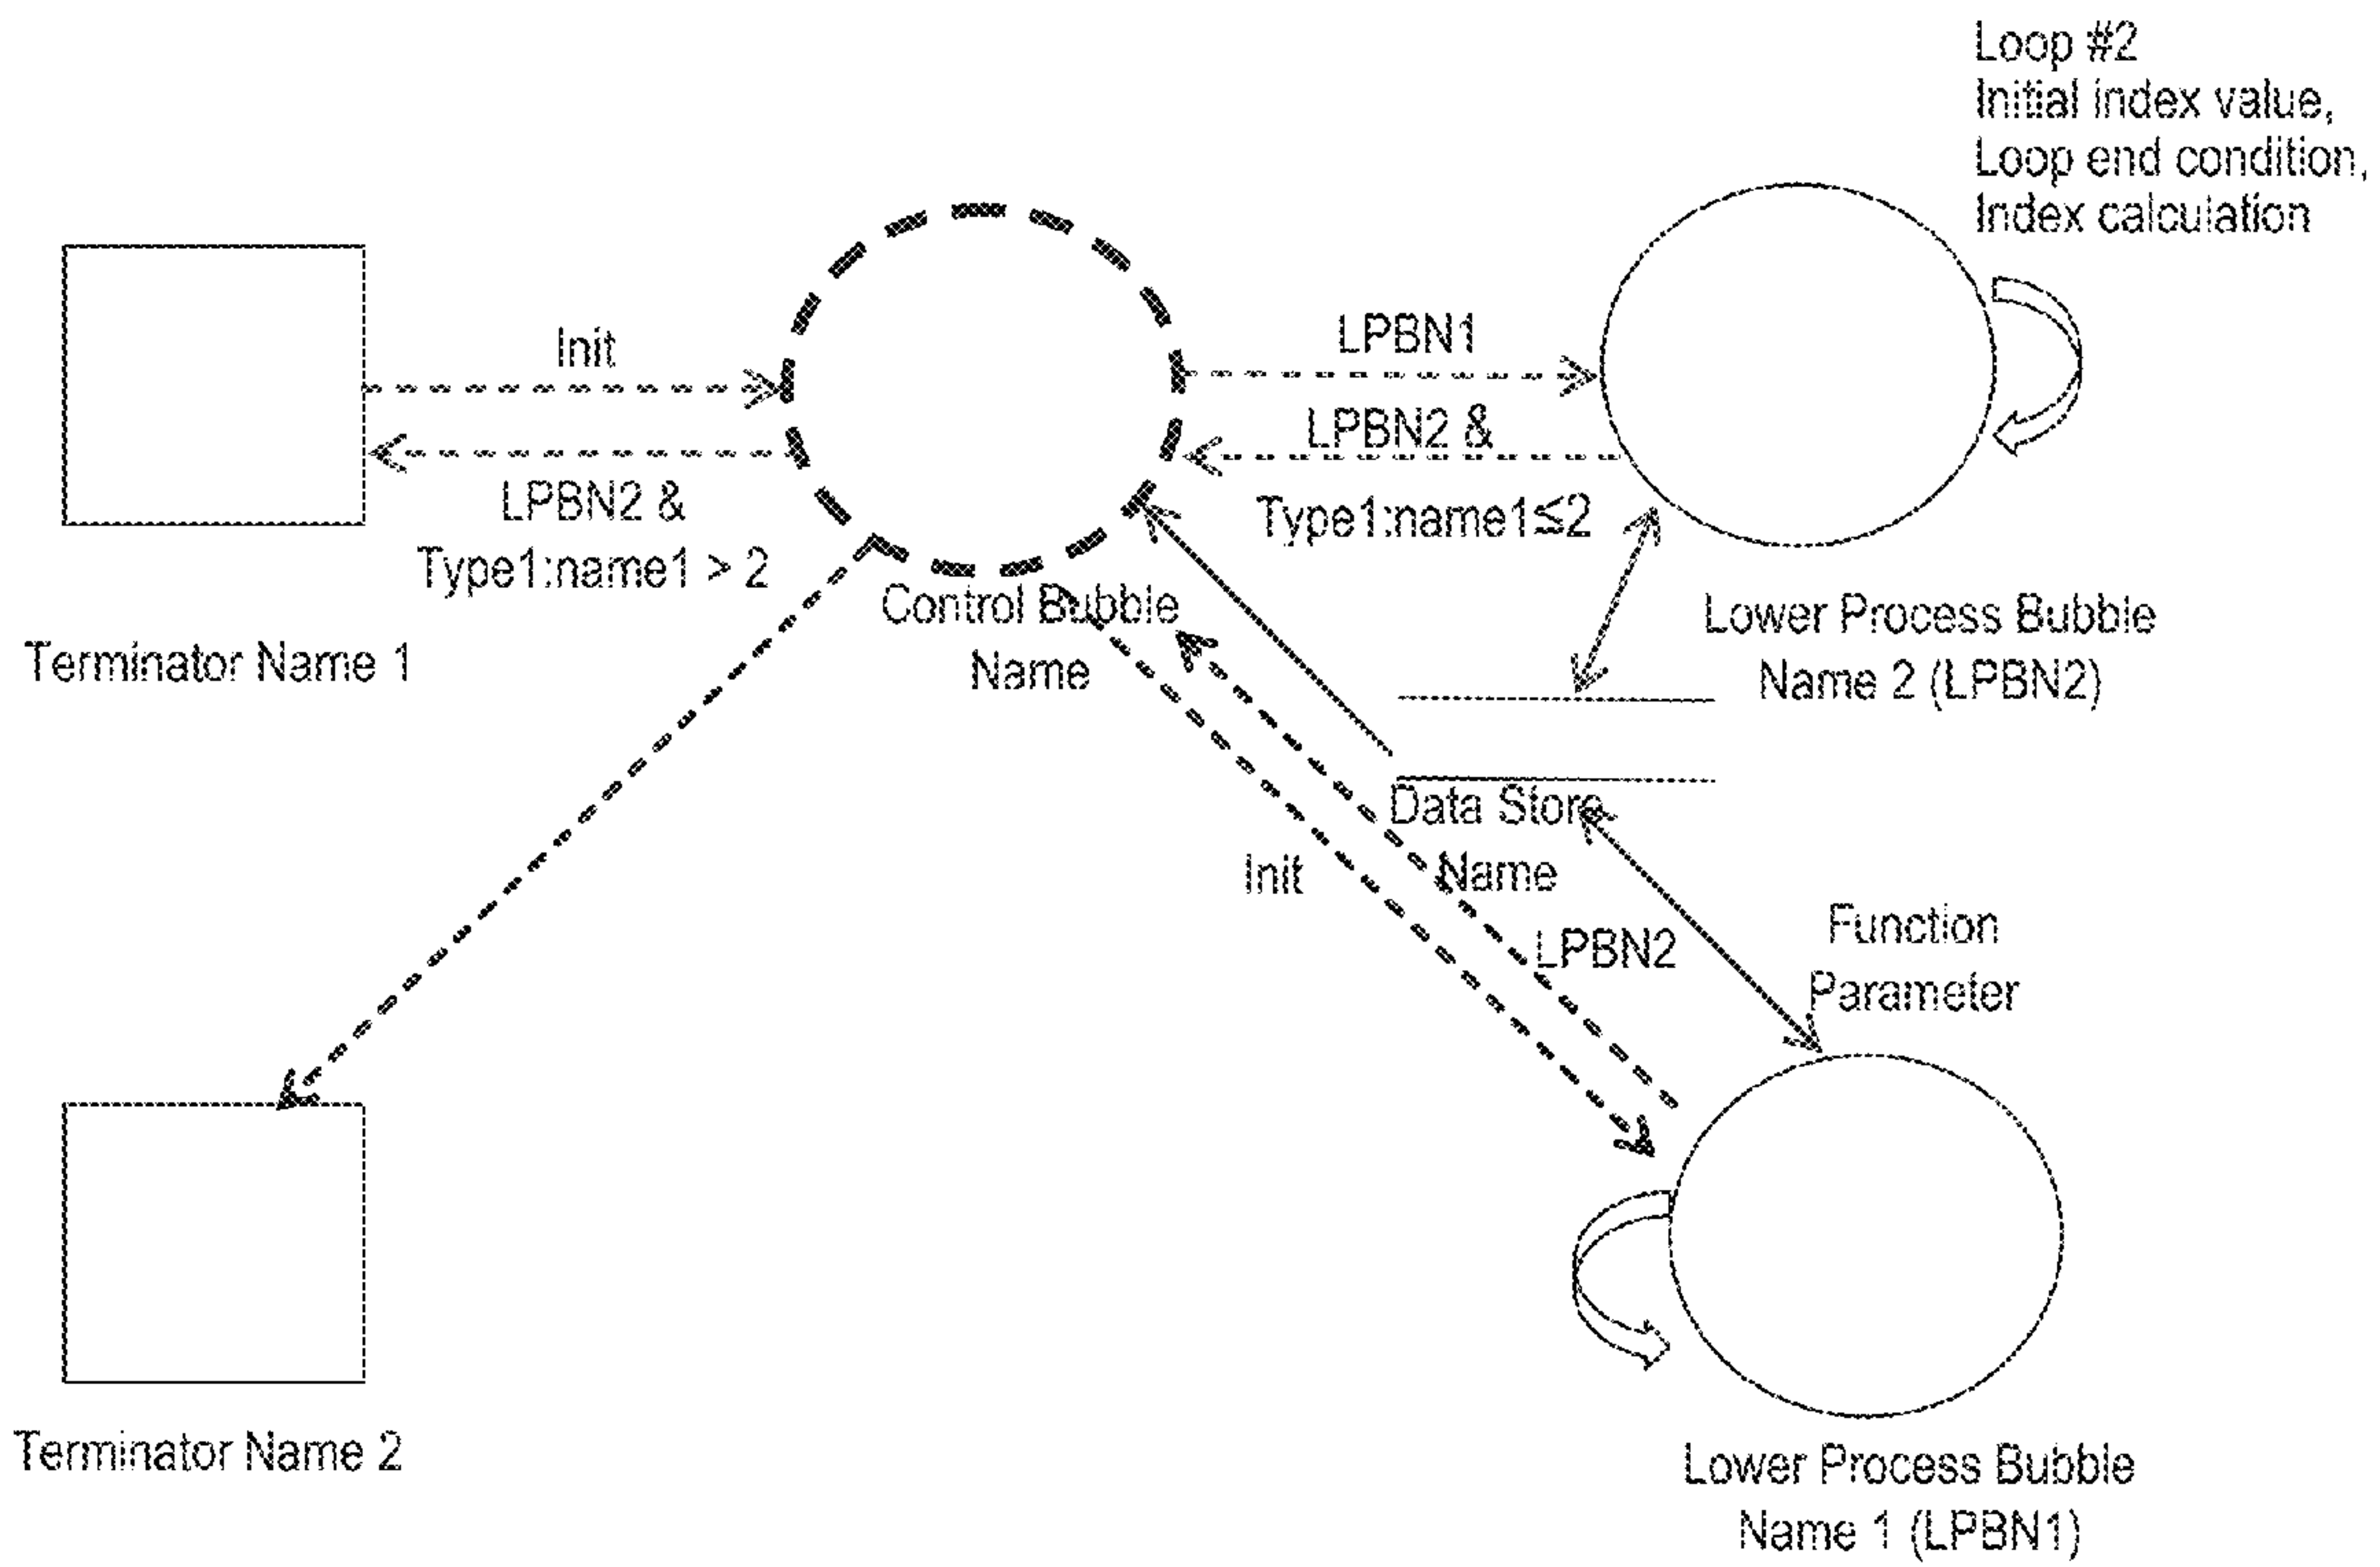 Loop #2
Initial index value,
Loop end condition,
Index calculation
Init
LPBN1
LPBN2 &
Type1:name1≤2
LPBN2 &
Type1:name1 > 2
Control Bubble
Name
Terminator Name 1
Lower Process Bubble
Name 2 (LPBN2)
Data Store
Name
Init
LPBN2
Function
Parameter
Terminator Name 2
Lower Process Bubble
Name 1 (LPBN1)